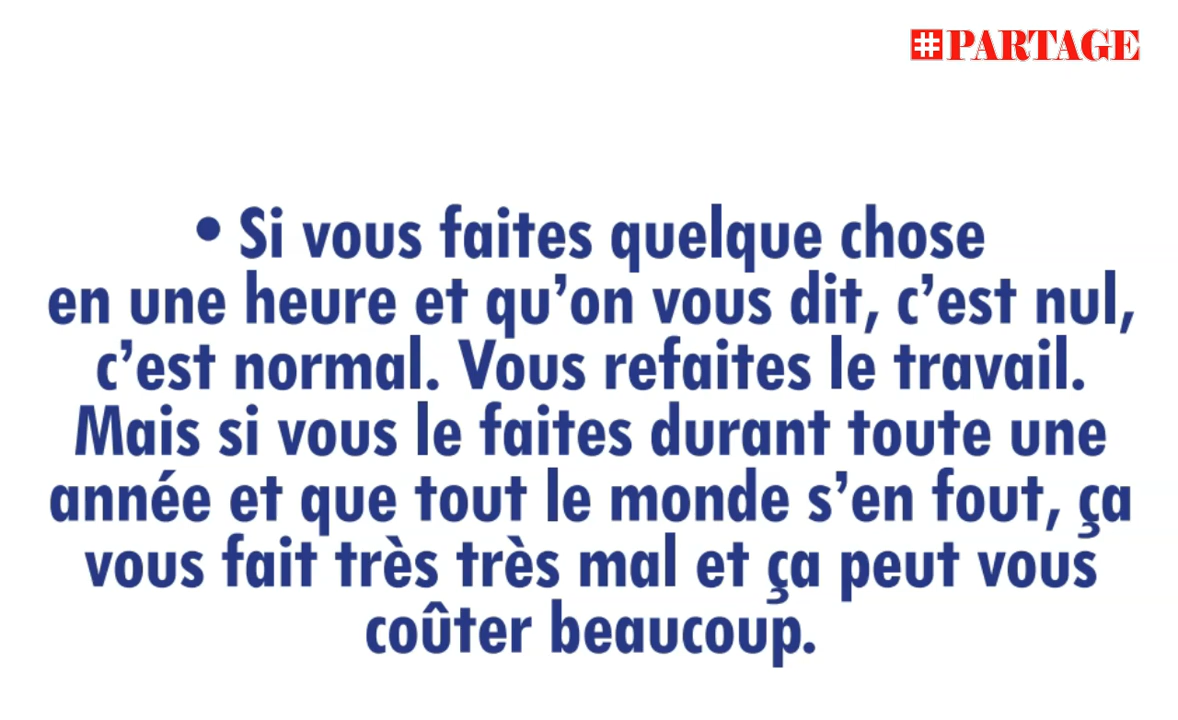 #PARTAGE
• Si vous faites quelque chose
en une heure et qu’on vous dit, c’est nul,
c’est normal. Vous refaites le travail.
Mais si vous le faites durant toute une
année et que tout le monde s’en fout, ça
vous fait très très mal et ça peut vous
coûter beaucoup.